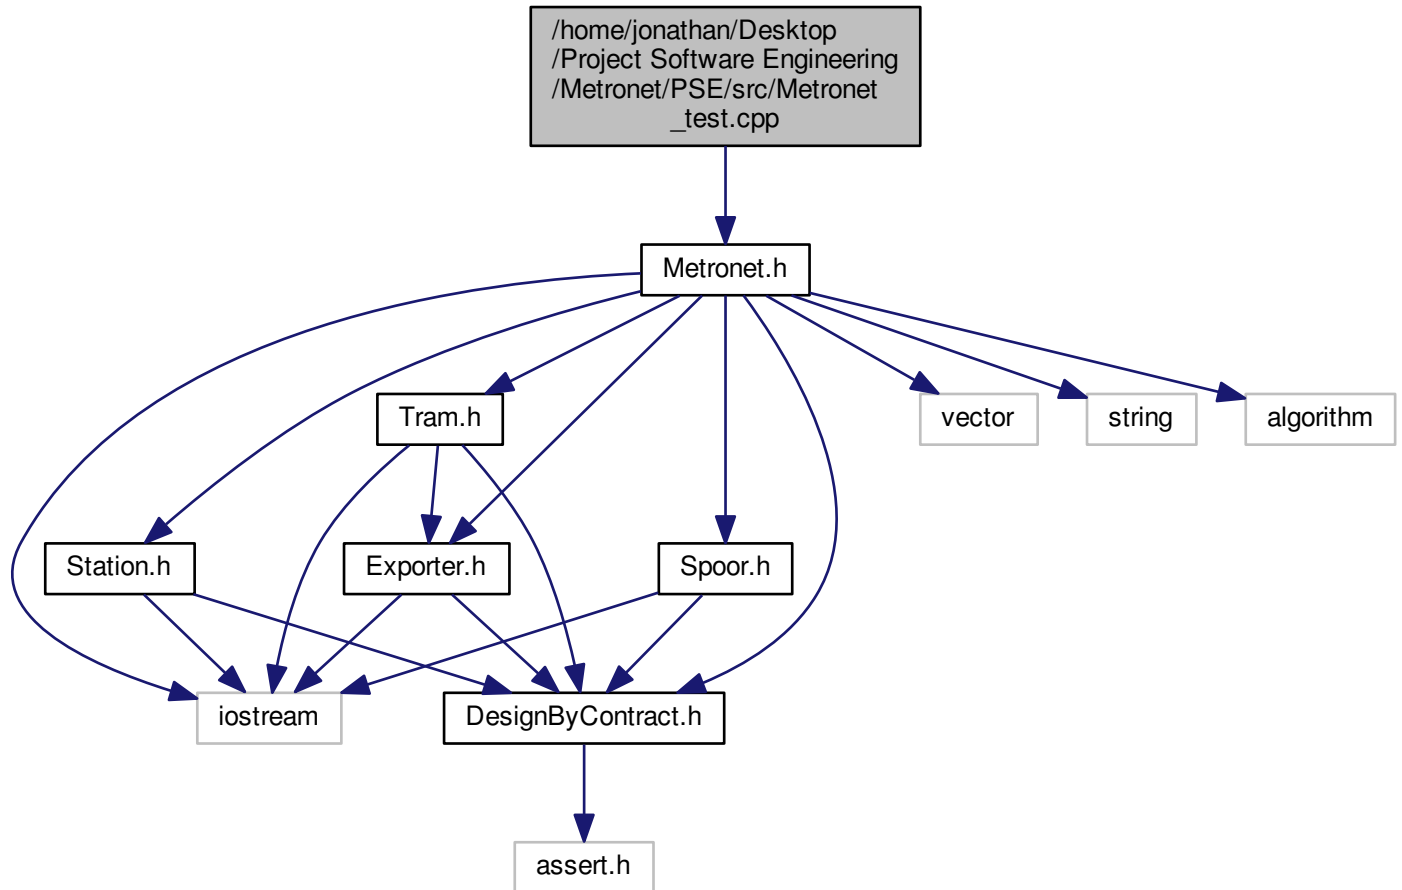 /home/jonathan/Desktop
/Project Software Engineering
/Metronet/PSE/src/Metronet
_test.cpp
Metronet.h
Tram.h
vector
string
algorithm
Station.h
Exporter.h
Spoor.h
iostream
DesignByContract.h
assert.h